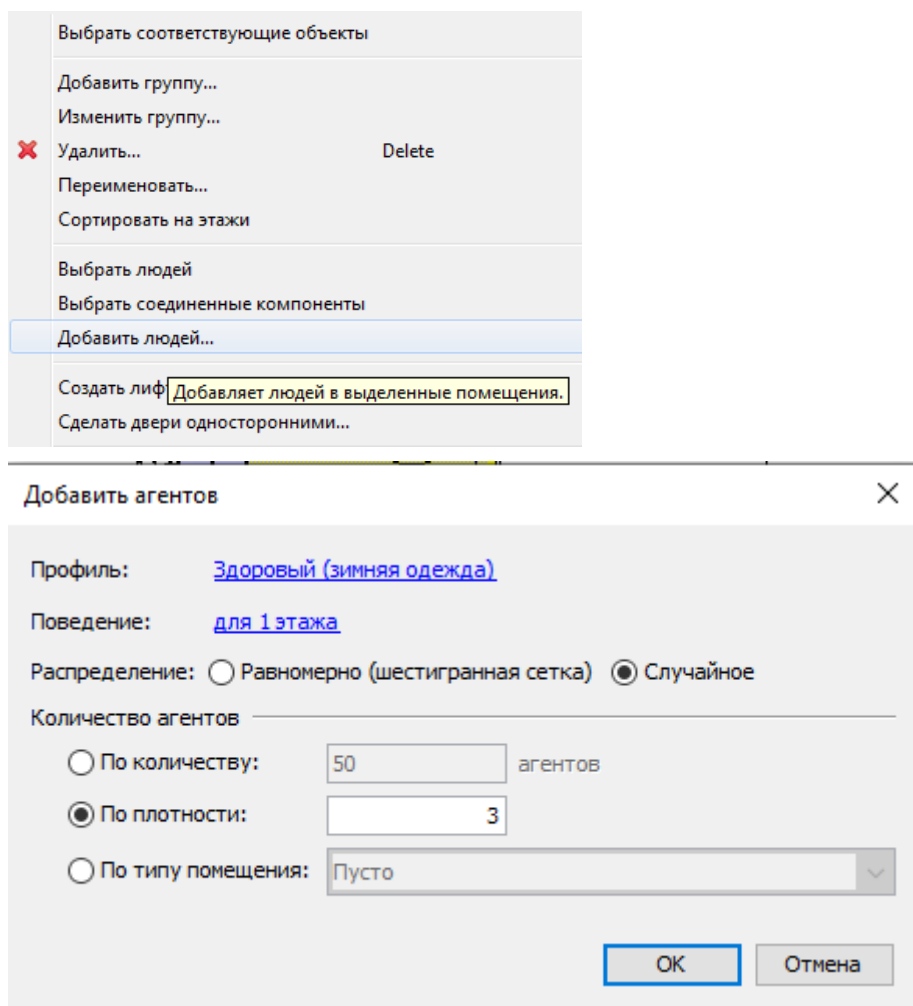 Выбрать соответствующие объекты
Добавить группу...
Изменить группу...
Удалить... Delete
Переименовать...
Сортировать на этажи
Выбрать людей
Выбрать соединенные компоненты
Добавить людей...
Создать лиф
Добавляет людей в выделенные помещения.
Сделать двери односторонними...
Добавить агентов
Профиль: Здоровый (зимняя одежда)
Поведение: для 1 этажа
Распределение: Равномерно (шестигранная сетка) Случайное
Количество агентов
По количеству: 50 агентов
По плотности: 3
По типу помещения: Пусто
OK Отмена